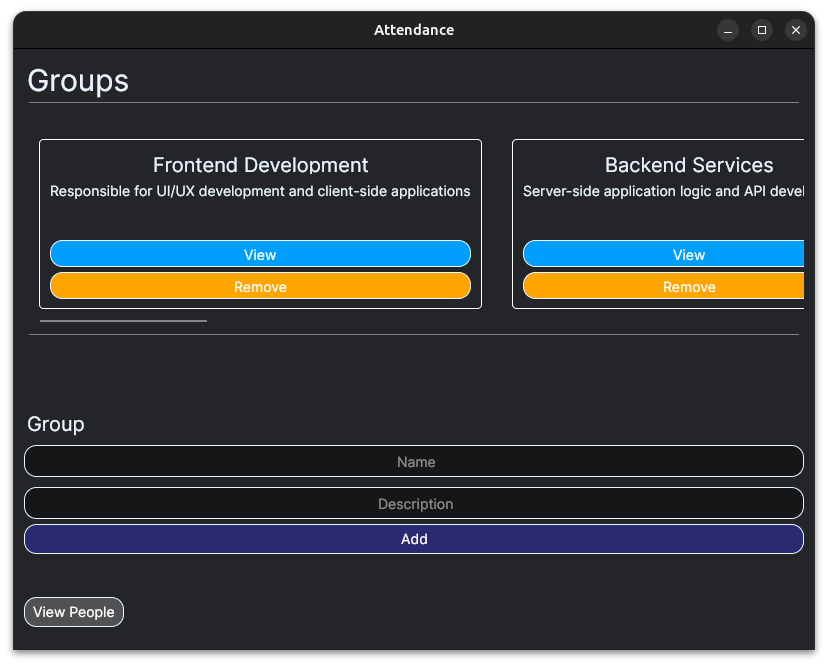 Attendance
Groups
Frontend Development
Responsible for UI/UX development and client-side applications
View
Remove
Backend Services
Server-side application logic and API devel
View
Remove
Group
Name
Description
Add
View People